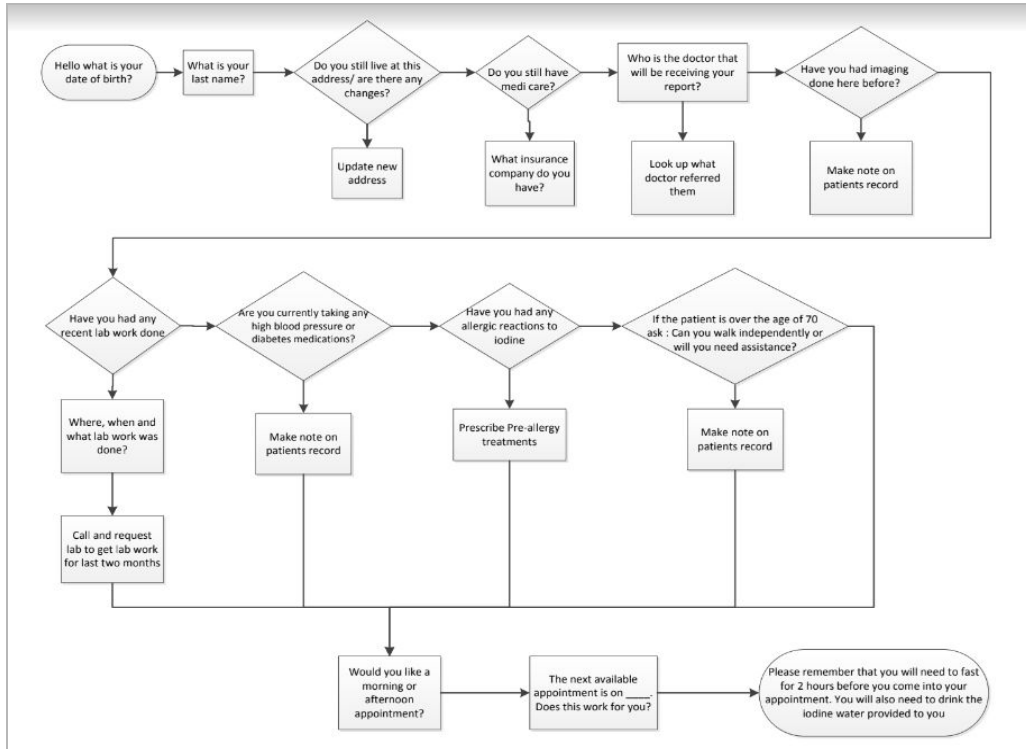 Hello what is your
date of birth?
What is your
last name?
Do you still live at this
address/ are there any
changes?
Do you still have
medi care?
Who is the doctor that
will be receiving your
report?
Have you had imaging
done here before?
Update new
address
What insurance
company do you
have?
Look up what
doctor referred
them
Make note on
patients record
Have you had any
recent lab work done
Are you currently taking any
high blood pressure or
diabetes medications?
Have you had any
allergic reactions to
iodine
If the patient is over the age of 70
ask : Can you walk independently or
will you need assistance?
Where, when and
what lab work was
done?
Make note on
patients record
Prescribe Pre-allergy
treatments
Make note on
patients record
Call and request
lab to get lab work
for last two months
Would you like a
morning or
afternoon
appointment?
The next available
appointment is on ____.
Does this work for you?
Please remember that you will need to fast
for 2 hours before you come into your
appointment. You will also need to drink the
iodine water provided to you